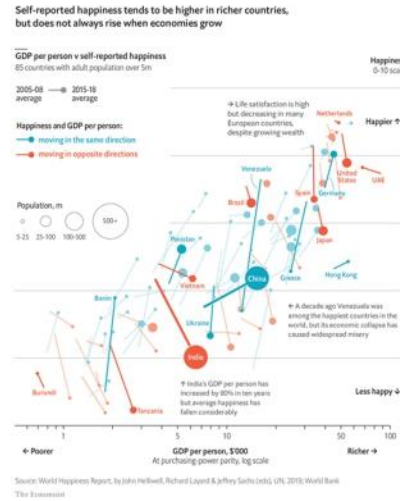 Self-reported happiness tends to be higher in richer countries,
but does not always rise when economies grow
GDP per person v self-reported happiness
85 countries with adult population over 5m
Happines
0-10 sca
2005-08
average
2015-18
average
Happier ↑
Happiness and GDP per person:
moving in the same direction
moving in opposite directions
→ Life satisfaction is high
but decreasing in many
European countries,
despite growing wealth
Netherlands
Venezuela
United
States
UAE
Population, m
5-25
25-100
100-500
500+
Brazil
Spain
Germany
Japan
Pakistan
Vietnam
China
Greece
Hong Kong
Benin
Ukraine
← A decade ago Venezuela was
among the happiest countries in the
world, but its economic collapse has
caused widespread misery
India
Burundi
Tanzania
↑ India's GDP per person has
increased by 80% in ten years
but average happiness has
fallen considerably
Less happy ↓
1
5
10
50
100
← Poorer
GDP per person, $'000
Richer →
At purchasing-power parity, log scale
Source: World Happiness Report, by John Helliwell, Richard Layard & Jeffrey Sachs (eds), UN, 2019; World Bank
The Economist